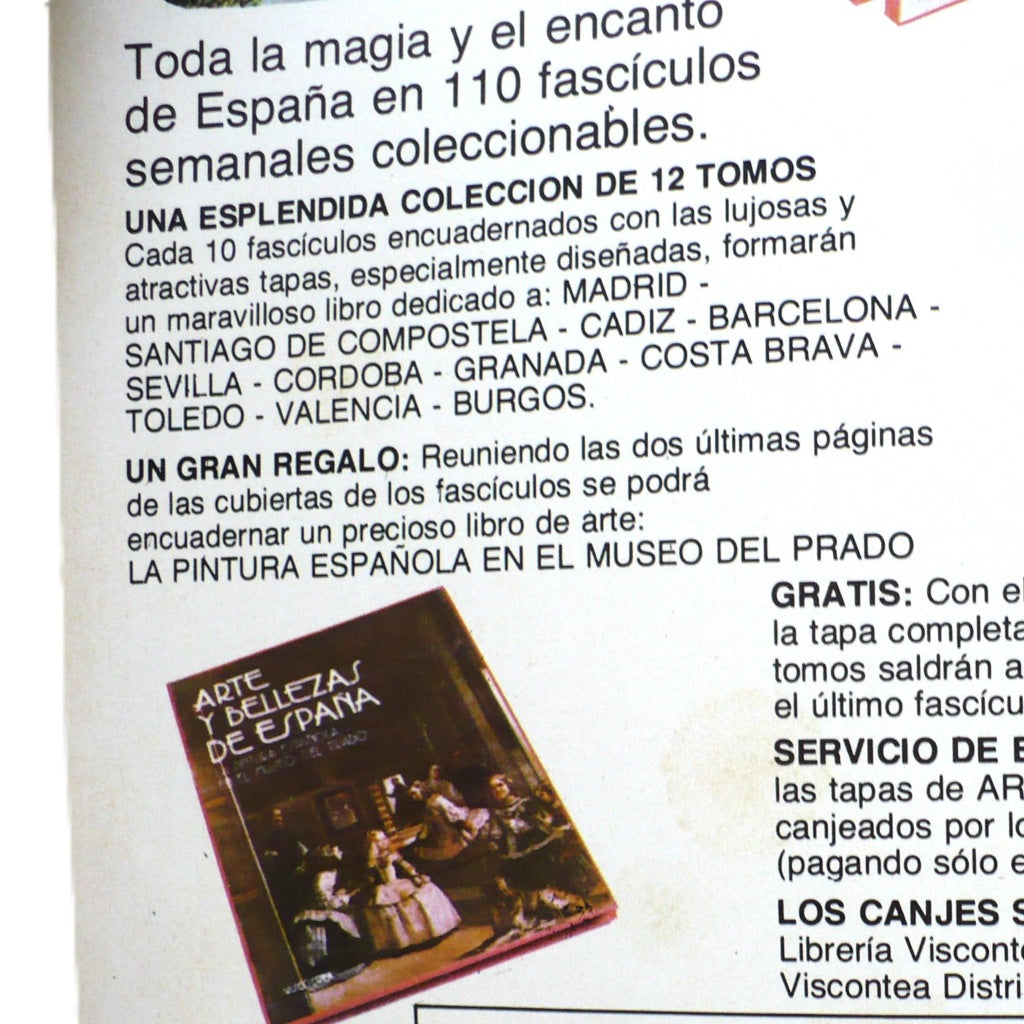 Toda la magia y el encanto
de España en 110 fascículos
semanales coleccionables.
UNA ESPLENDIDA COLECCION DE 12 TOMOS
Cada 10 fascículos encuadernados con las lujosas y
atractivas tapas, especialmente diseñadas, formarán
un maravilloso libro dedicado a: MADRID -
SANTIAGO DE COMPOSTELA - CADIZ - BARCELONA -
SEVILLA - CORDOBA - GRANADA - COSTA BRAVA -
TOLEDO - VALENCIA - BURGOS.
UN GRAN REGALO: Reuniendo las dos últimas páginas
de las cubiertas de los fascículos se podrá
encuadernar un precioso libro de arte:
LA PINTURA ESPAÑOLA EN EL MUSEO DEL PRADO
ARTE
Y BELLEZAS
DE ESPAÑA
GRATIS: Con el
la tapa completa
tomos saldrán a
el último fascícu
SERVICIO DE E
las tapas de AR
canjeados por lo
(pagando sólo e
LOS CANJES S
Librería Visconte
Viscontea Distri